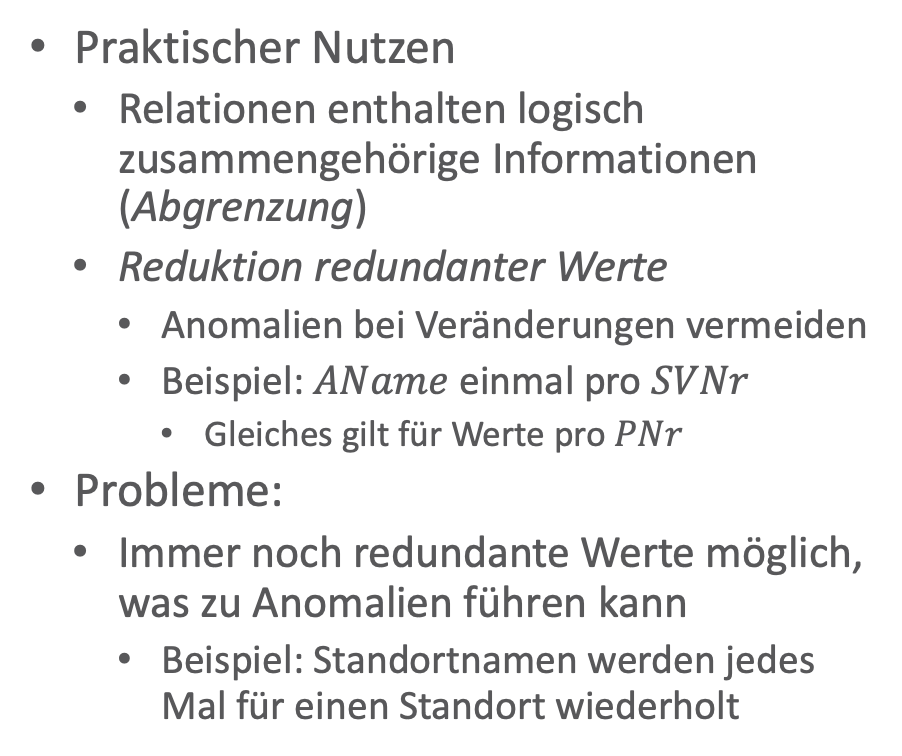 • Praktischer Nutzen
• Relationen enthalten logisch
zusammengehörige Informationen
(Abgrenzung)
• Reduktion redundanter Werte
• Anomalien bei Veränderungen vermeiden
• Beispiel: AName einmal pro SVNr
• Gleiches gilt für Werte pro PNr
• Probleme:
• Immer noch redundante Werte möglich,
was zu Anomalien führen kann
• Beispiel: Standortnamen werden jedes
Mal für einen Standort wiederholt